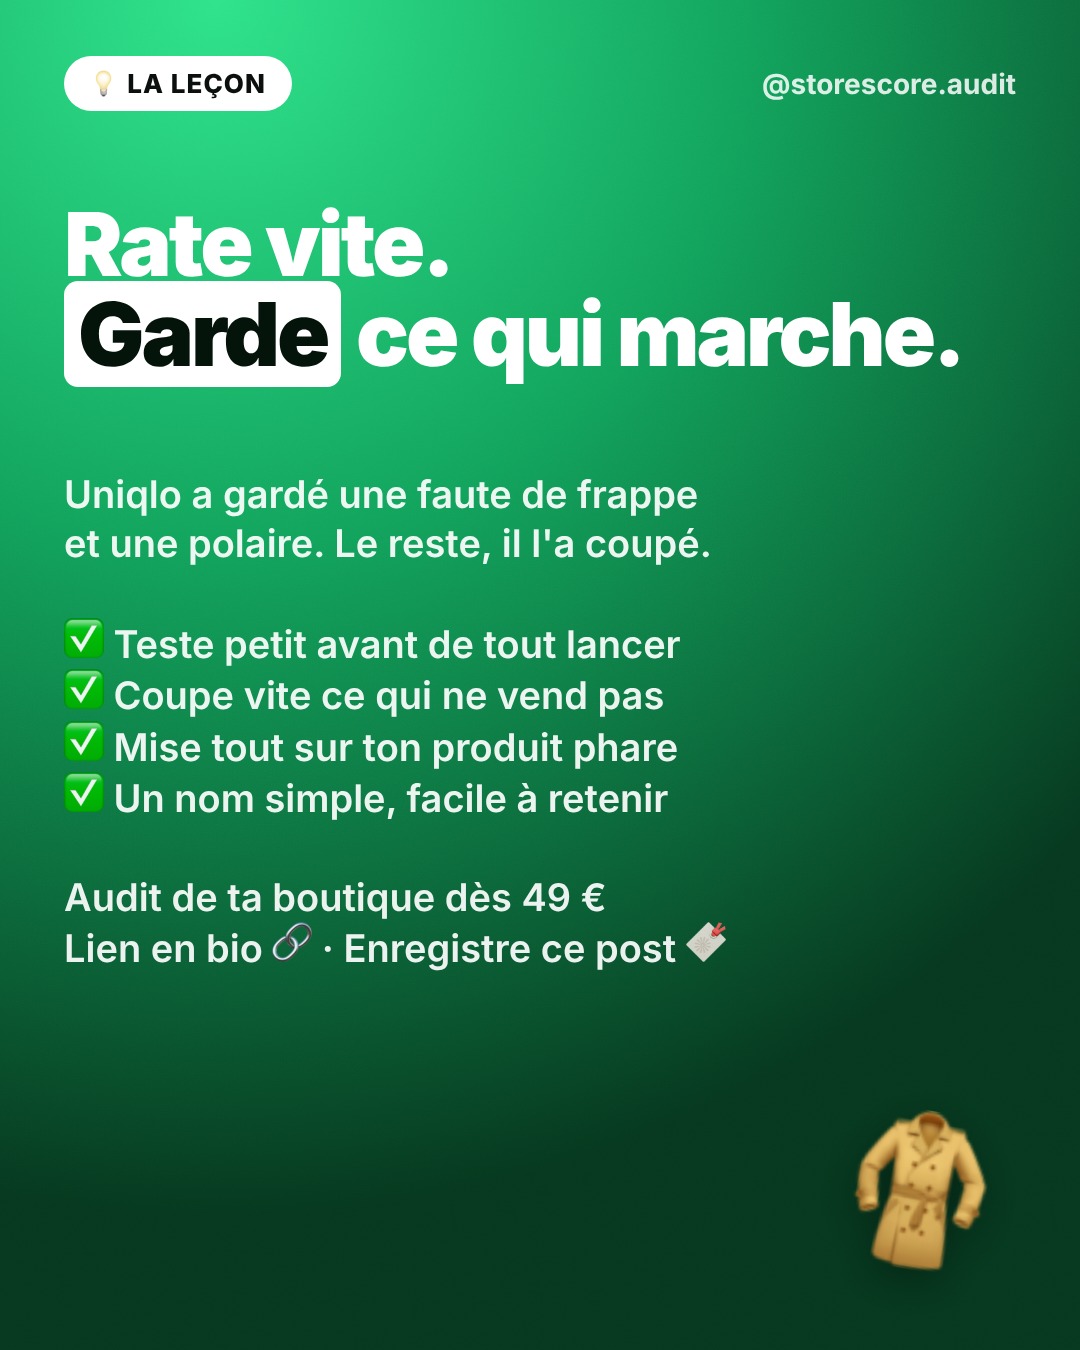 💡 LA LEÇON
@storescore.audit
Rate vite.
Garde ce qui marche.
Uniqlo a gardé une faute de frappe
et une polaire. Le reste, il l'a coupé.
✅ Teste petit avant de tout lancer
✅ Coupe vite ce qui ne vend pas
✅ Mise tout sur ton produit phare
✅ Un nom simple, facile à retenir
Audit de ta boutique dès 49 €
Lien en bio 🔗 · Enregistre ce post 🔖